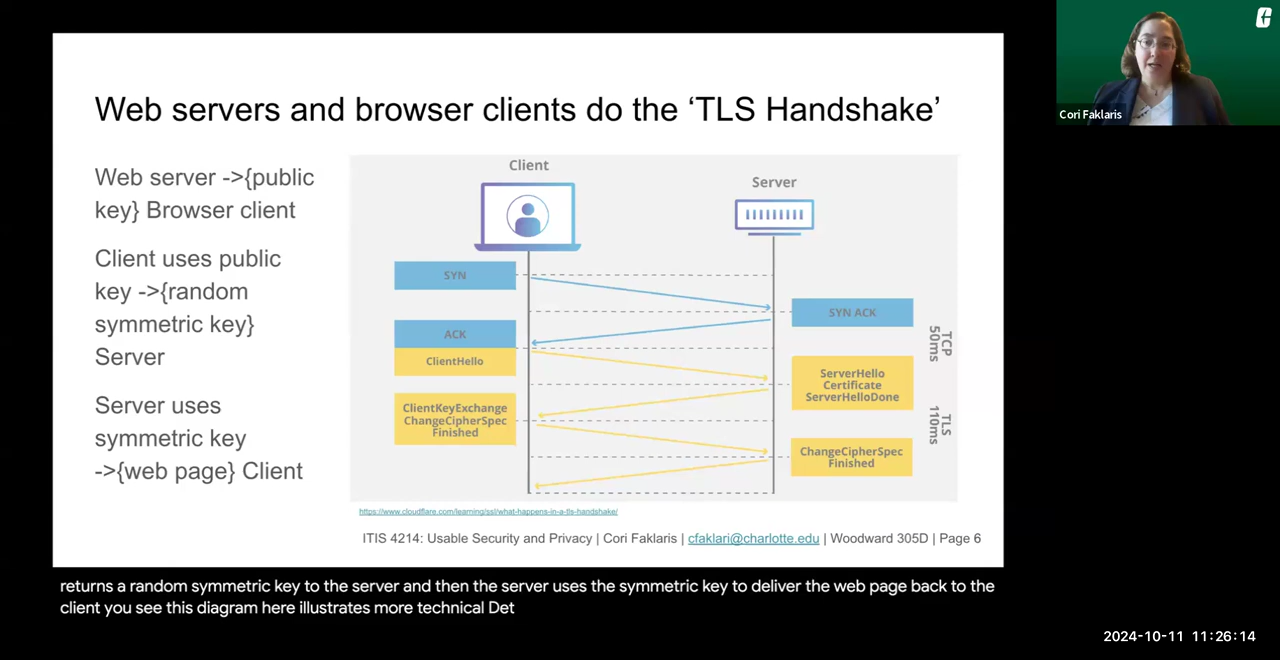 Web servers and browser clients do the ‘TLS Handshake’
Web server ->{public
key} Browser client
Client uses public
key ->{random
symmetric key}
Server
Server uses
symmetric key
->{web page} Client
Client
Server
SYN
SYN ACK
ACK
ClientHello
ServerHello
Certificate
ServerHelloDone
ClientKeyExchange
ChangeCipherSpec
Finished
ChangeCipherSpec
Finished
TCP
50ms
TLS
110ms
https://www.cloudflare.com/learning/ssl/what-happens-in-a-tls-handshake/
ITIS 4214: Usable Security and Privacy | Cori Faklaris | cfaklari@charlotte.edu | Woodward 305D | Page 6
Cori Faklaris
returns a random symmetric key to the server and then the server uses the symmetric key to deliver the web page back to the
client you see this diagram here illustrates more technical Det
2024-10-11 11:26:14